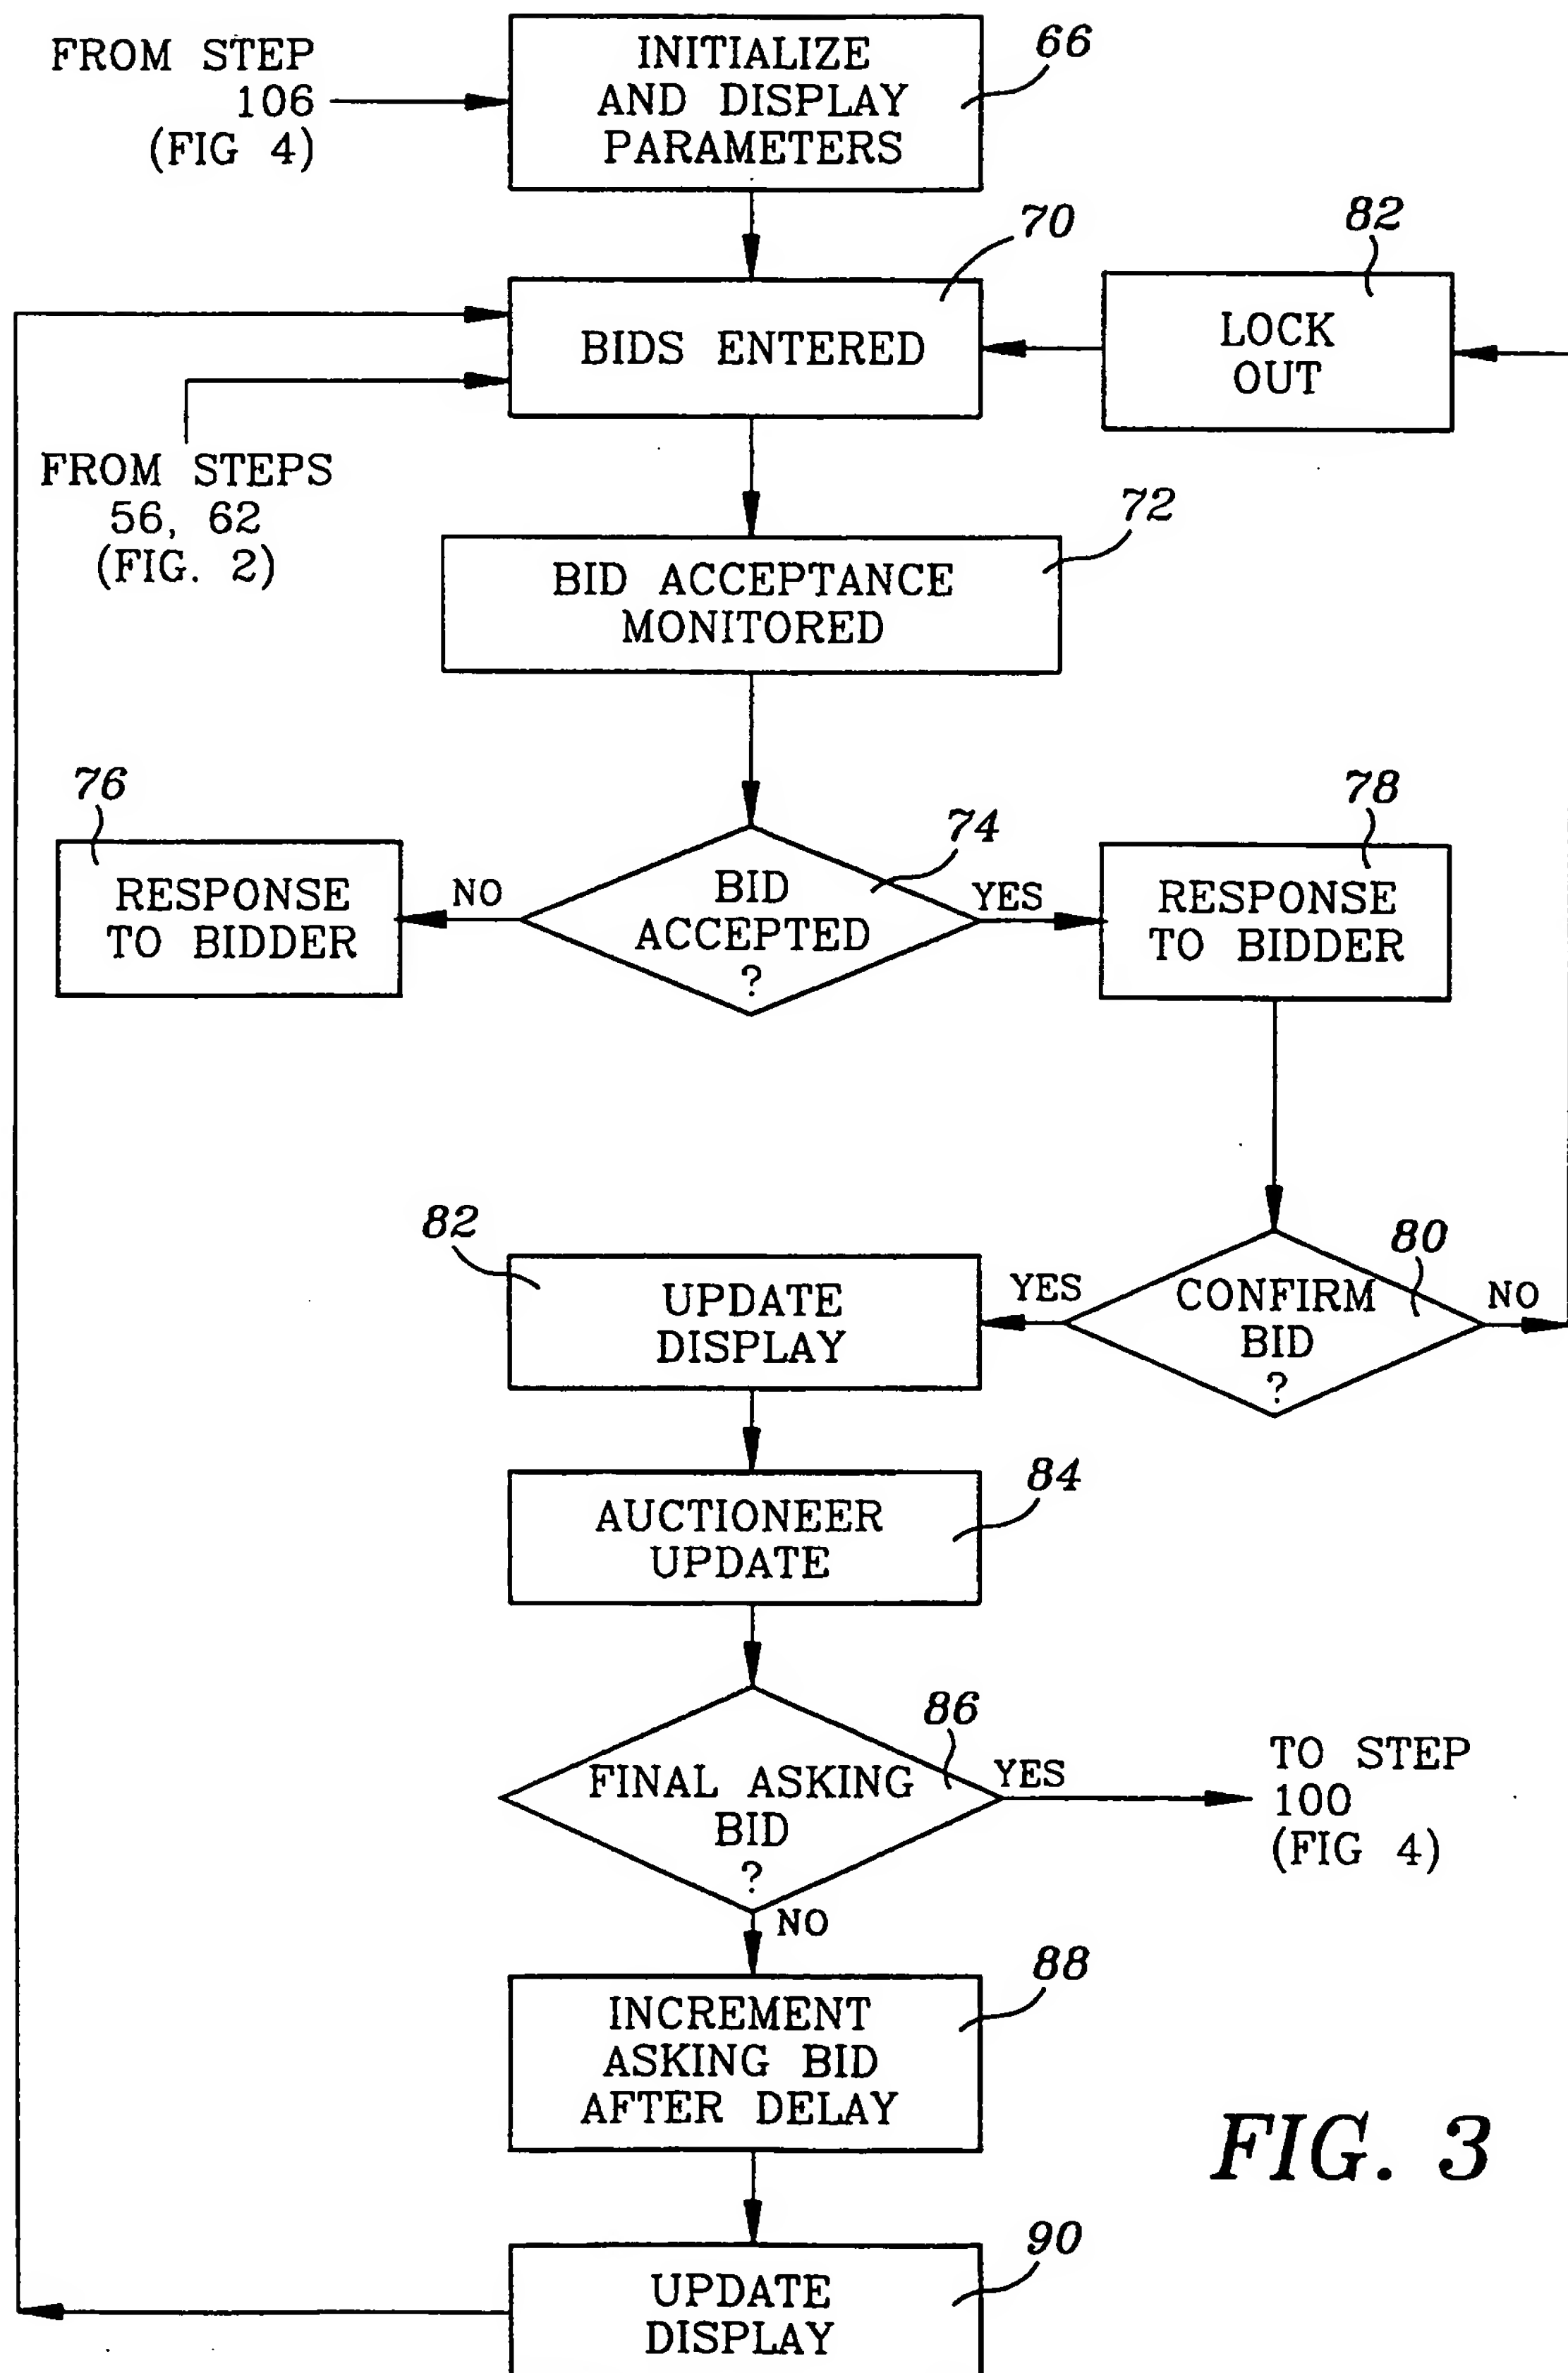 FROM STEP
106
(FIG 4)
INITIALIZE
AND DISPLAY
PARAMETERS
66
70
BIDS ENTERED
82
LOCK
OUT
FROM STEPS
56, 62
(FIG. 2)
72
BID ACCEPTANCE
MONITORED
76
RESPONSE
TO BIDDER
NO
74
BID
ACCEPTED
?
YES
78
RESPONSE
TO BIDDER
82
UPDATE
DISPLAY
YES
80
CONFIRM
BID
?
NO
84
AUCTIONEER
UPDATE
86
FINAL ASKING
BID
?
YES
TO STEP
100
(FIG 4)
NO
88
INCREMENT
ASKING BID
AFTER DELAY
FIG. 3
90
UPDATE
DISPLAY